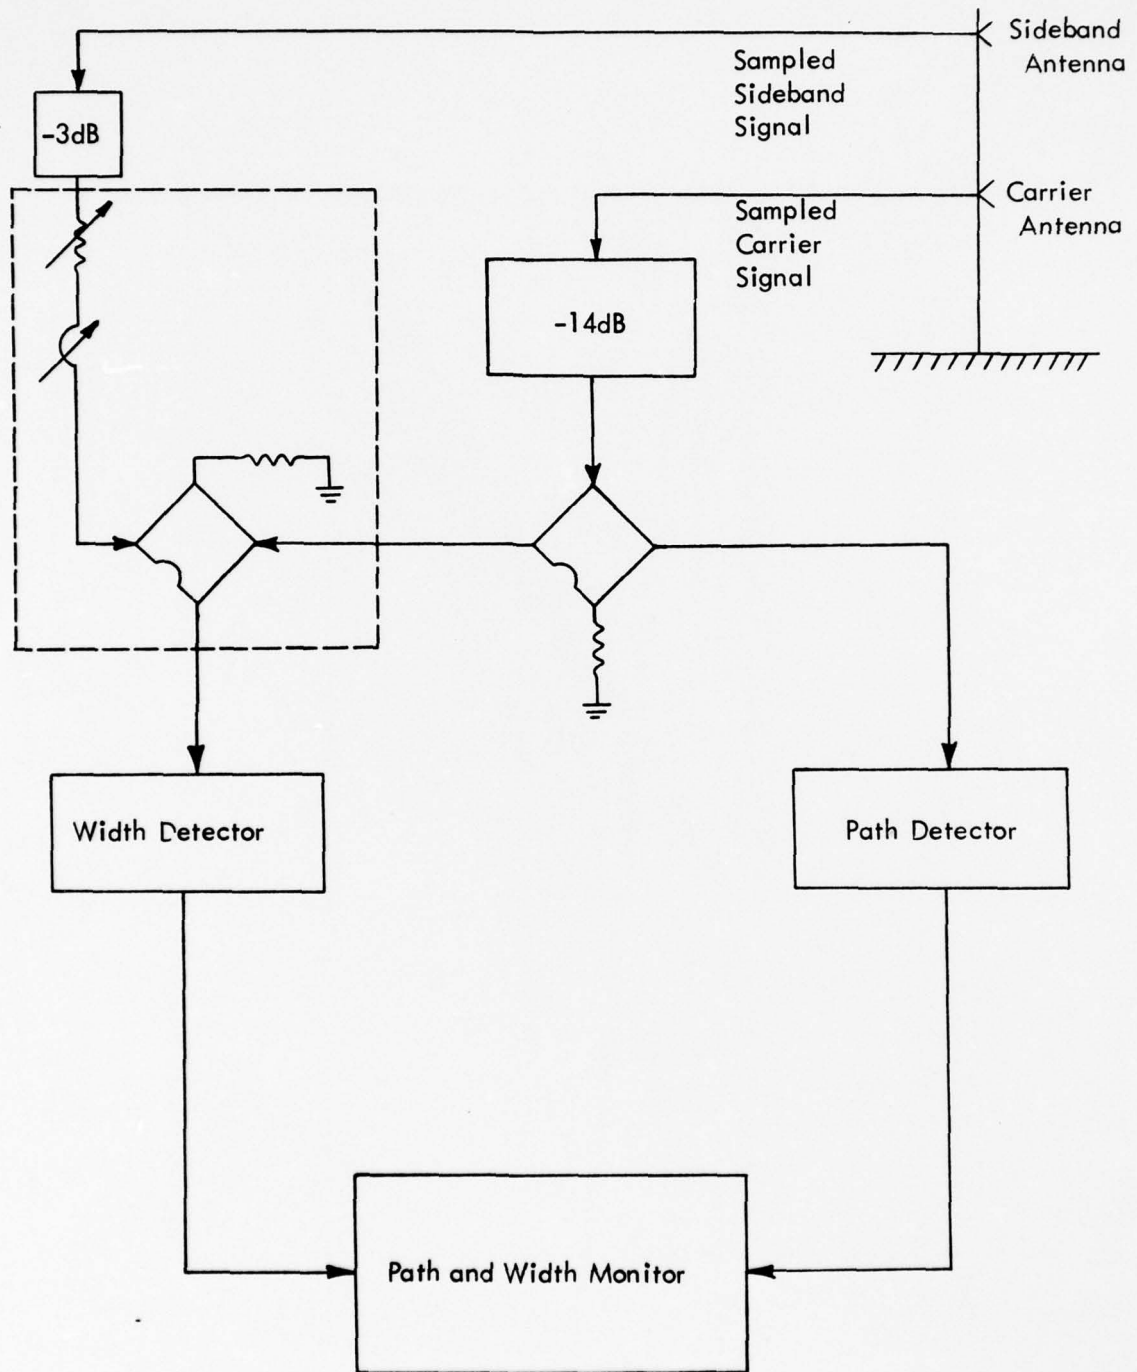 Sideband
Antenna
Sampled
Sideband
Signal
-3dB
Carrier
Antenna
Sampled
Carrier
Signal
-14dB
Width Detector
Path Detector
Path and Width Monitor